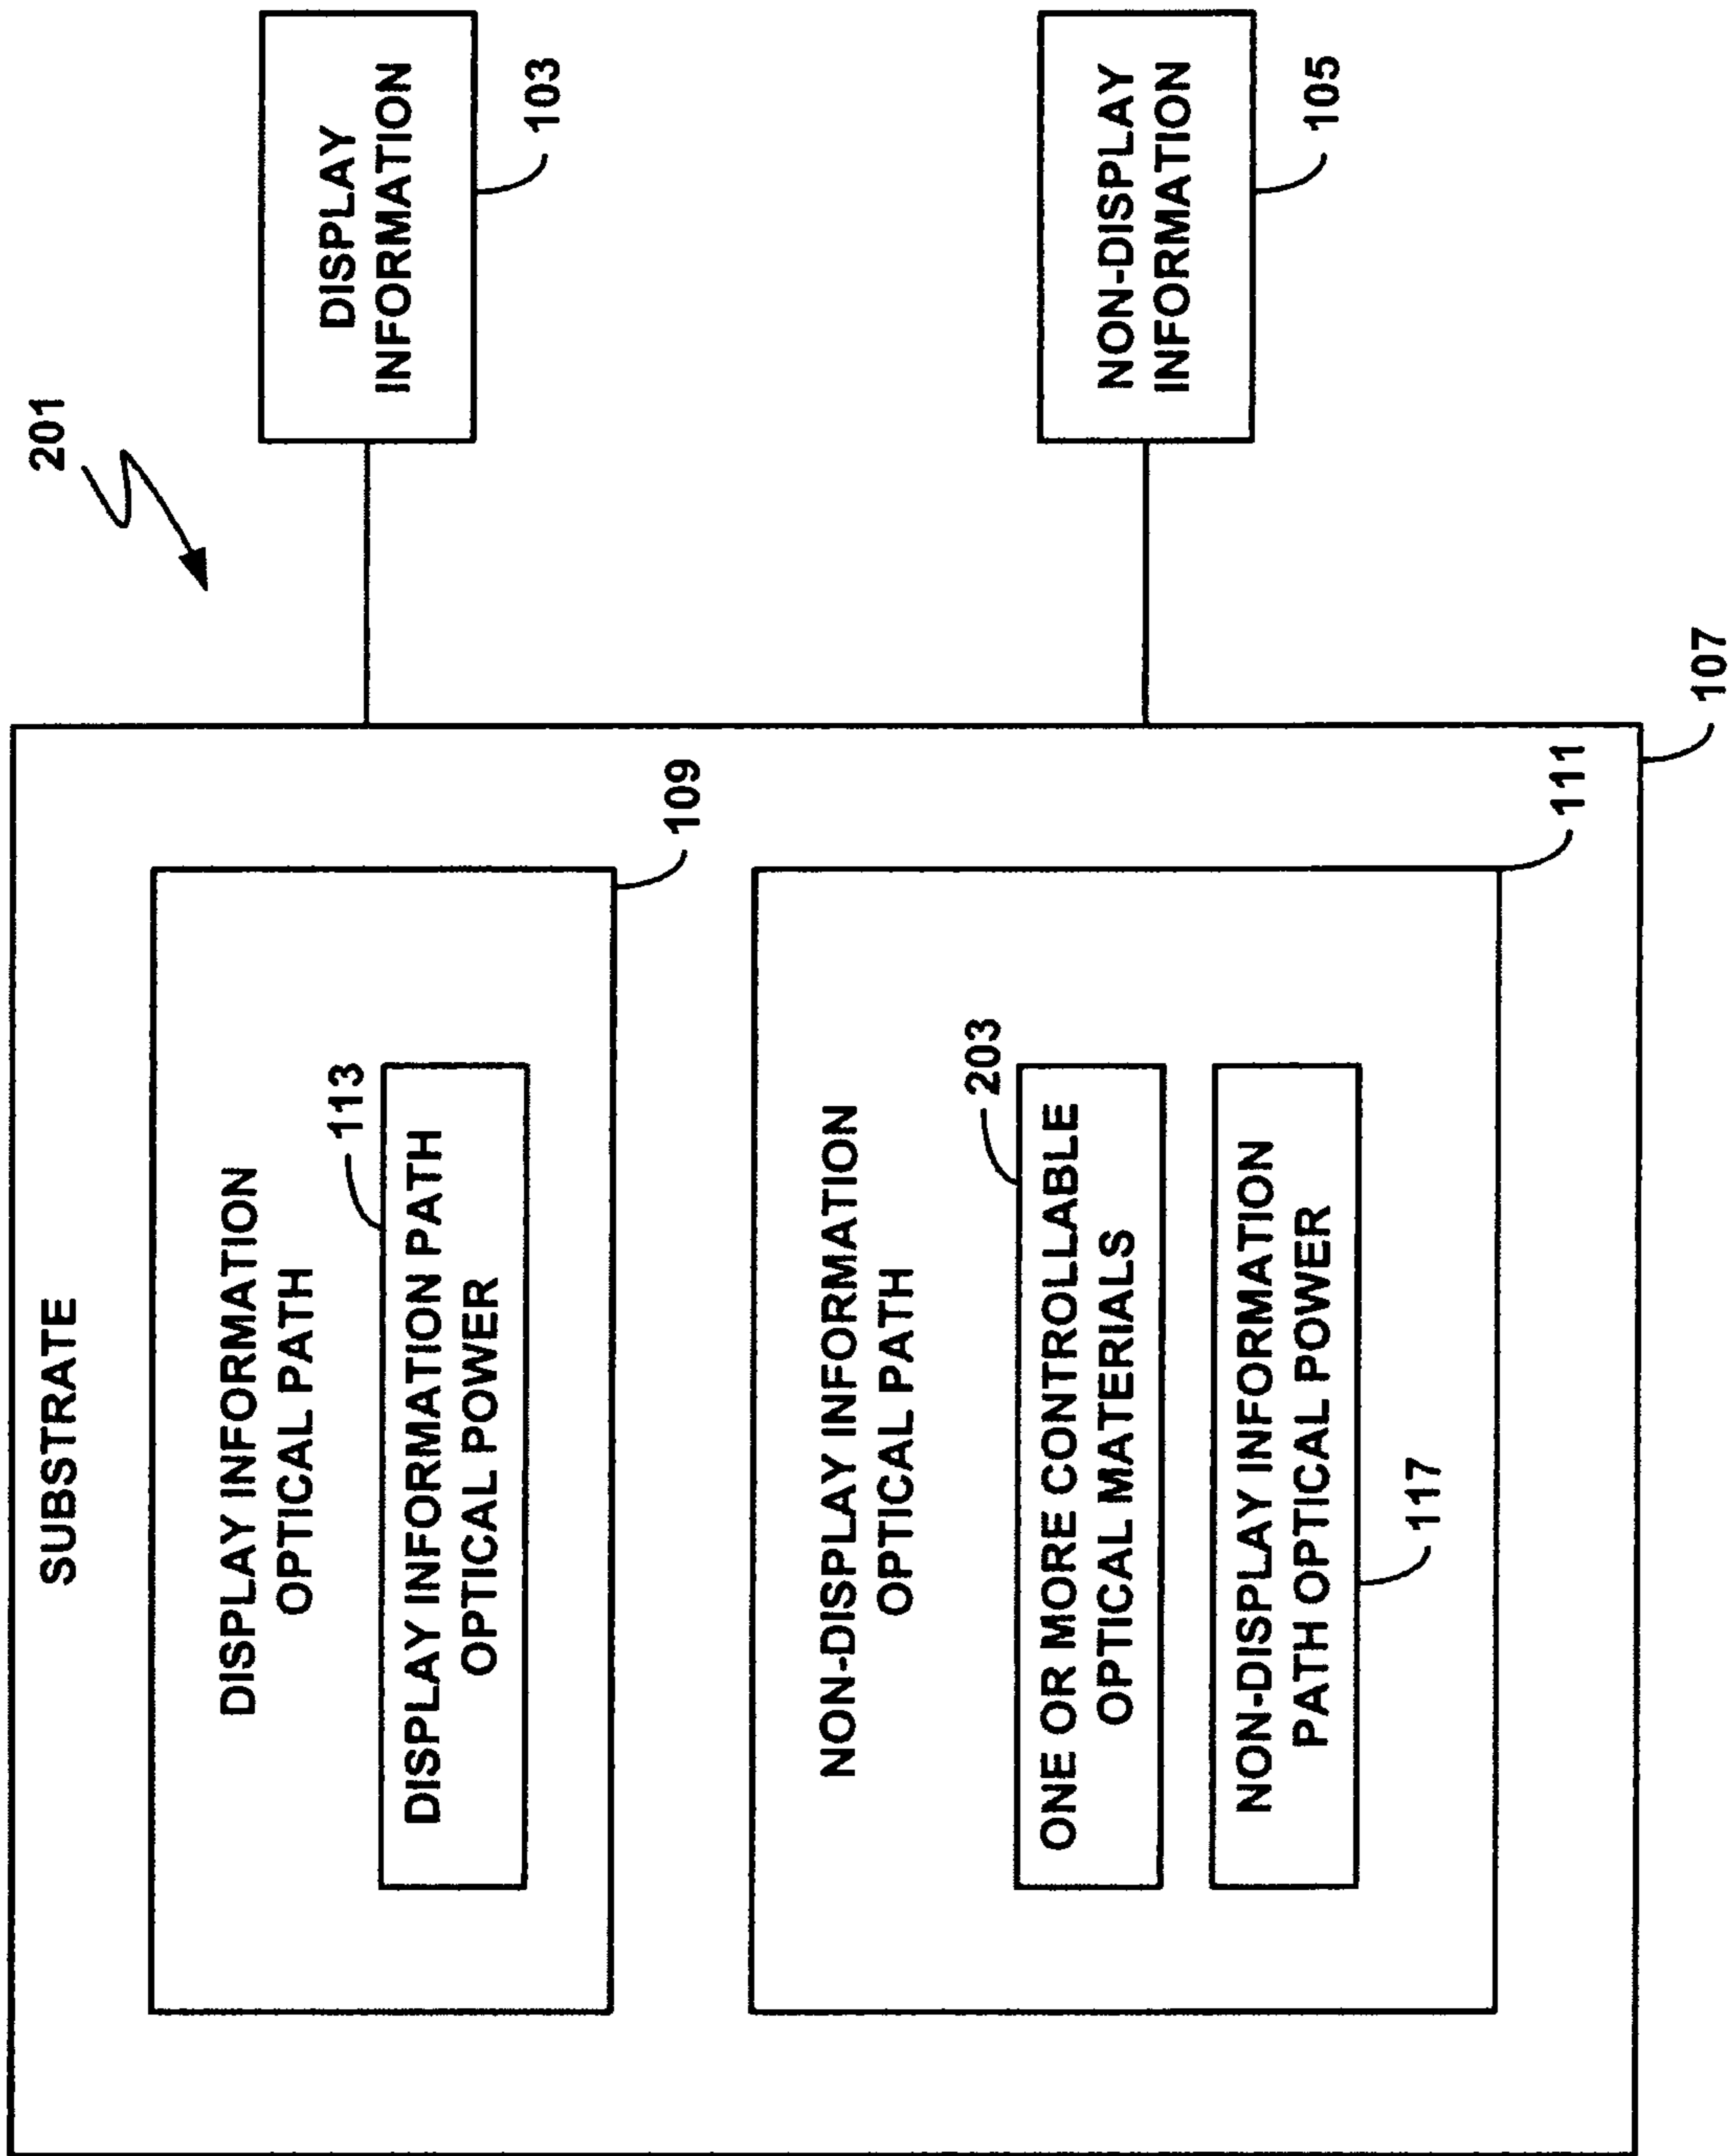 201
SUBSTRATE
DISPLAY INFORMATION
OPTICAL PATH
113
DISPLAY INFORMATION PATH
OPTICAL POWER
109
DISPLAY
INFORMATION
103
NON-DISPLAY INFORMATION
OPTICAL PATH
203
ONE OR MORE CONTROLLABLE
OPTICAL MATERIALS
NON-DISPLAY INFORMATION
PATH OPTICAL POWER
117
111
107
NON-DISPLAY
INFORMATION
105